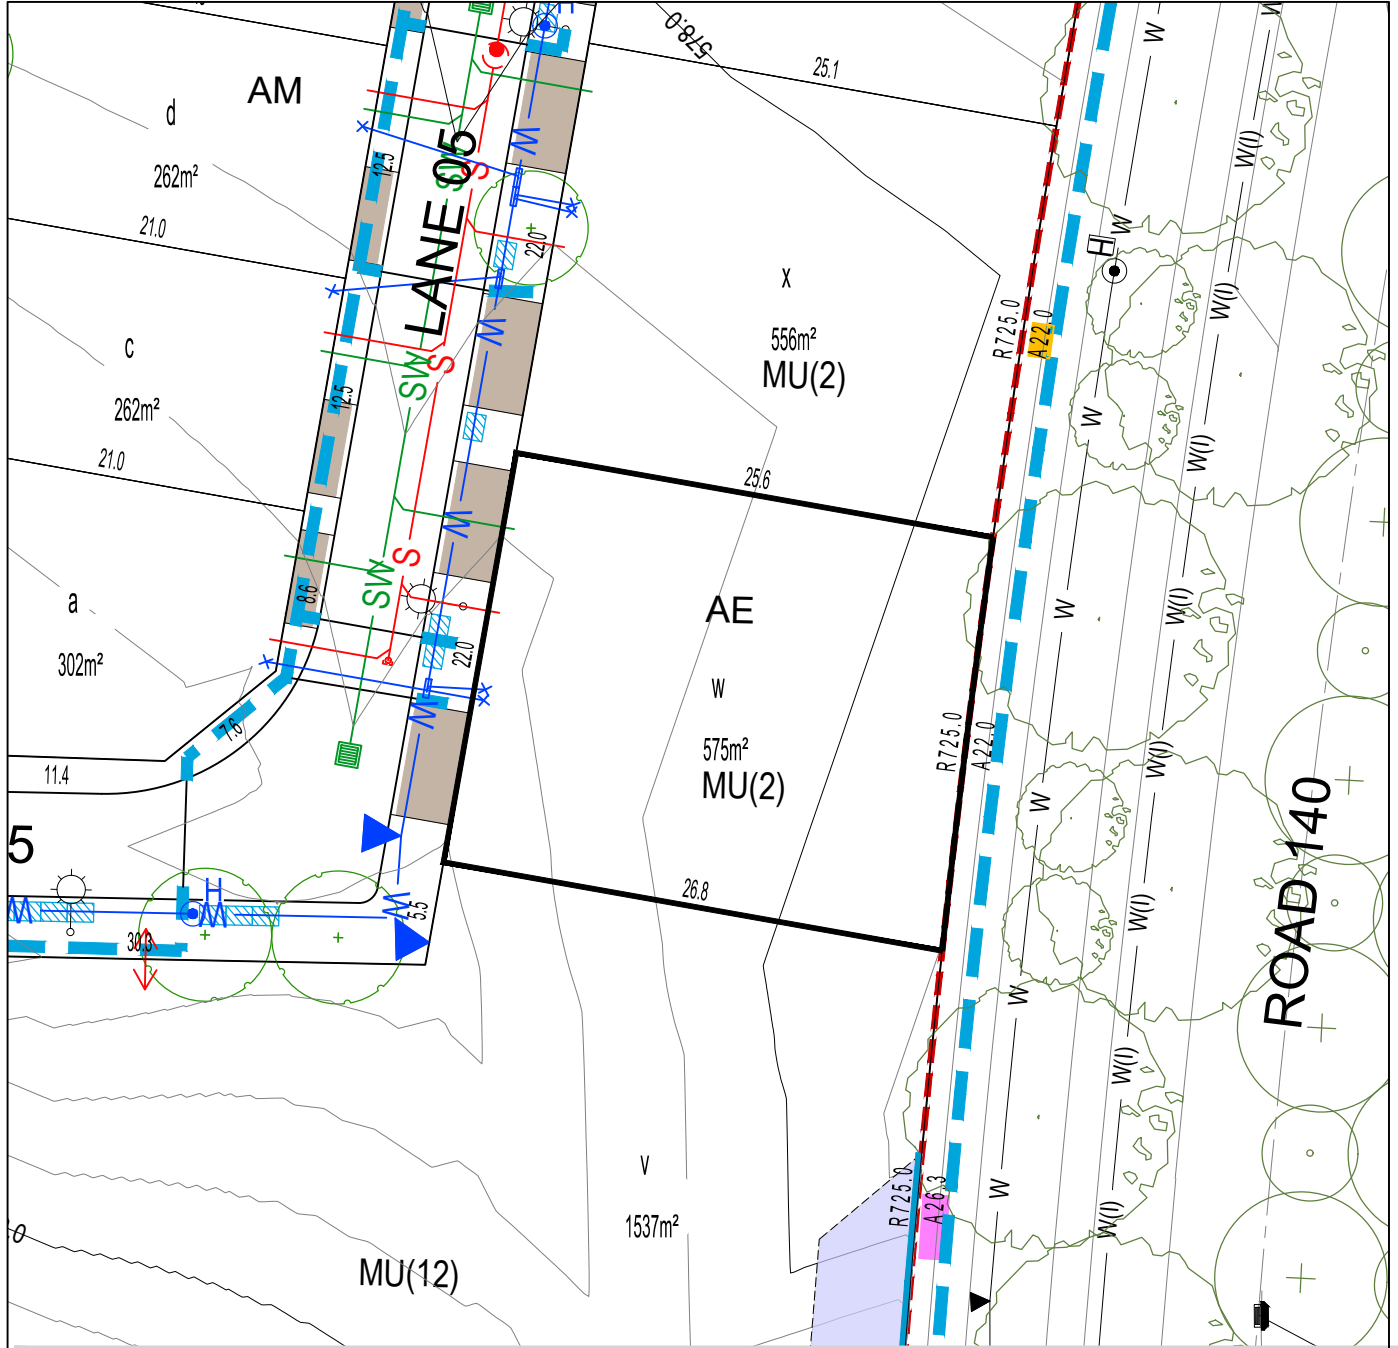 AM
d
262m²
12.5
21.0
LANE 05
SW
S
W
22.0
578.0
25.1
W
W(I)
H
W
x
556m²
MU(2)
R725.0
A22.0
W(I)
c
262m²
12.5
21.0
SW
S
W
W
W(I)
25.6
W
SW
S
a
302m²
8.6
22.0
7.6
11.4
W
AE
w
575m²
MU(2)
R725.0
A22.0
W
W(I)
W(I)
W
26.8
ROAD 140
5
W
H
W
W
5.5
30.3
W(I)
W
W(I)
v
1537m²
MU(12)
R725.0
A26.3
W
W(I)